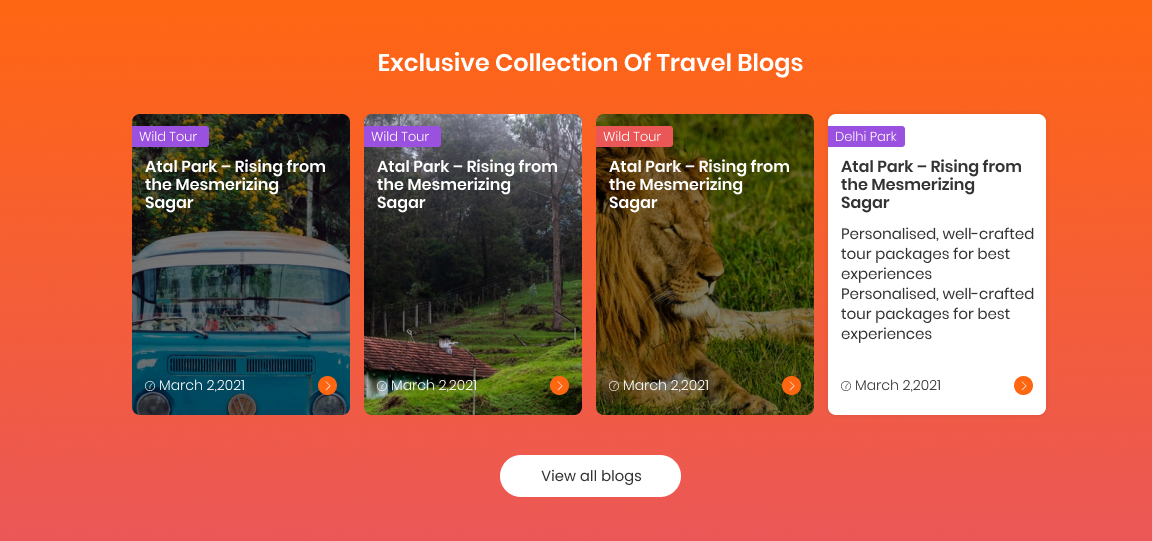 Exclusive Collection Of Travel Blogs
Wild Tour
Atal Park – Rising from
the Mesmerizing
Sagar
March 2,2021
Wild Tour
Atal Park – Rising from
the Mesmerizing
Sagar
March 2,2021
Wild Tour
Atal Park – Rising from
the Mesmerizing
Sagar
March 2,2021
Delhi Park
Atal Park – Rising from
the Mesmerizing
Sagar
Personalised, well-crafted
tour packages for best
experiences
Personalised, well-crafted
tour packages for best
experiences
March 2,2021
View all blogs